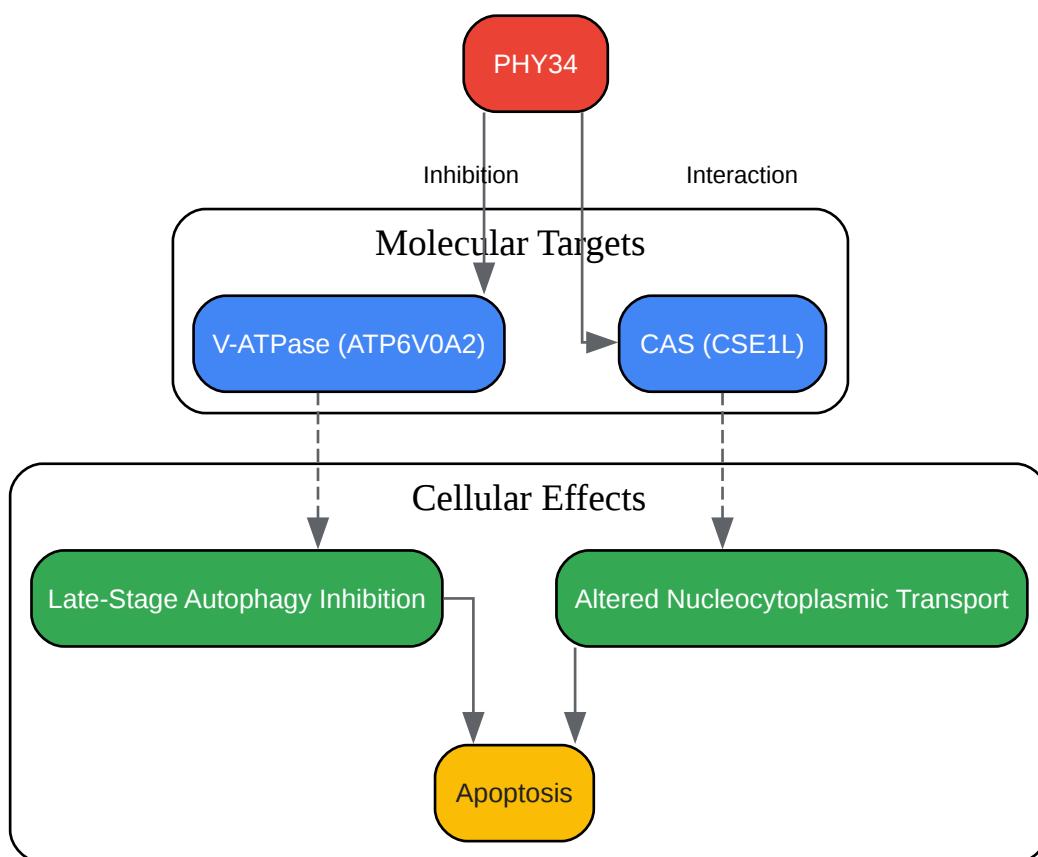 PHY34
Inhibition
Interaction
Molecular Targets
V-ATPase (ATP6V0A2)
CAS (CSE1L)
Cellular Effects
Late-Stage Autophagy Inhibition
Altered Nucleocytoplasmic Transport
Apoptosis